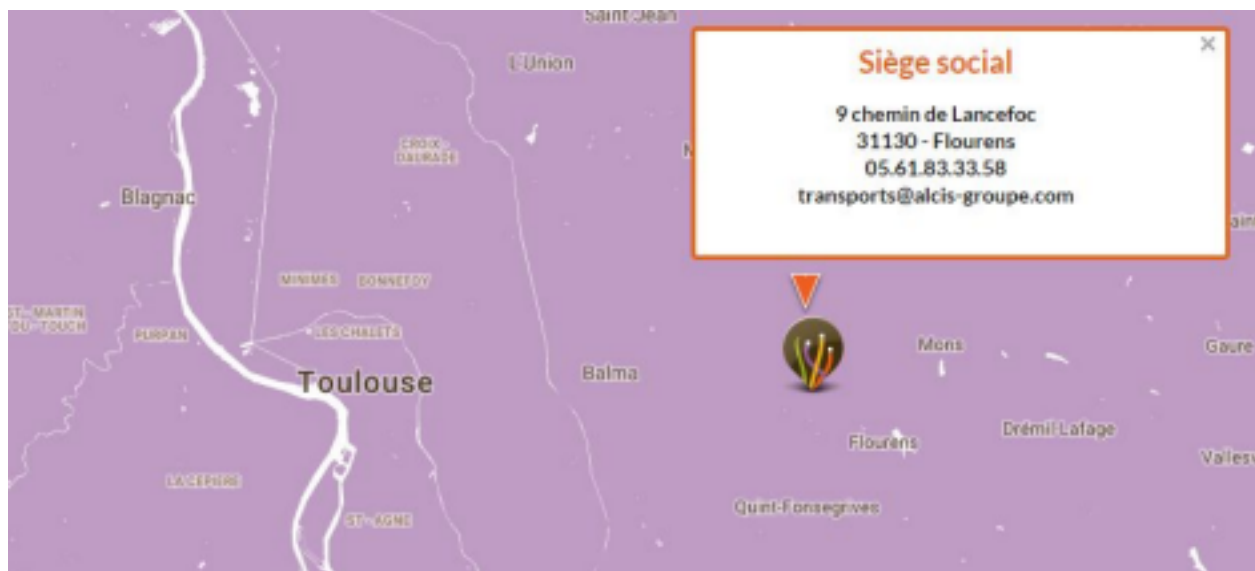 Saint-Jean
L'Union
×
Siège social
9 chemin de Lancefoc
31130 - Flourens
05.61.83.33.58
transports@alcis-groupe.com
CROIX-
DAURADE
Blagnac
MINIMES
BONNEFOY
ST-MARTIN
DU-TOUCH
PURPAN
LES CHALETS
Mons
Gaure
Toulouse
Balma
Flourens
Drémil-Lafage
LA CEPIERE
Quint-Fonsegrives
ST-AGNE